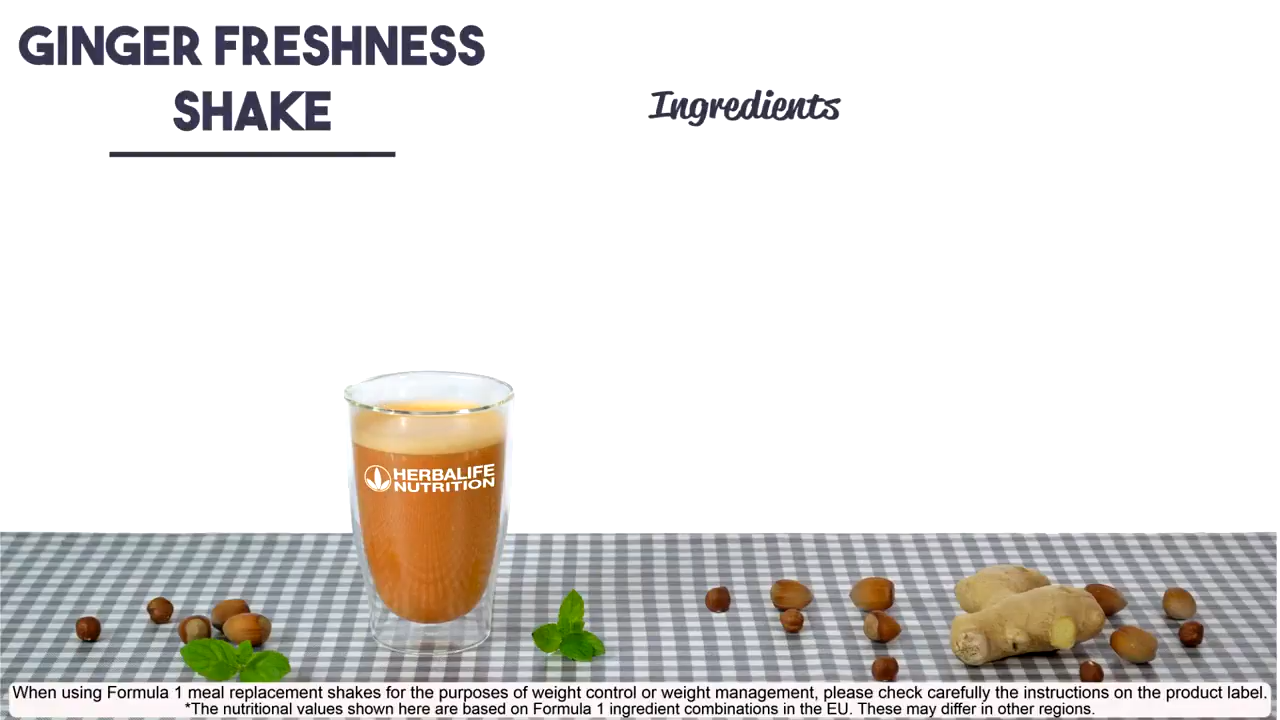 GINGER FRESHNESS
SHAKE
Ingredients
HERBALIFE
NUTRITION
When using Formula 1 meal replacement shakes for the purposes of weight control or weight management, please check carefully the instructions on the product label.
*The nutritional values shown here are based on Formula 1 ingredient combinations in the EU. These may differ in other regions.